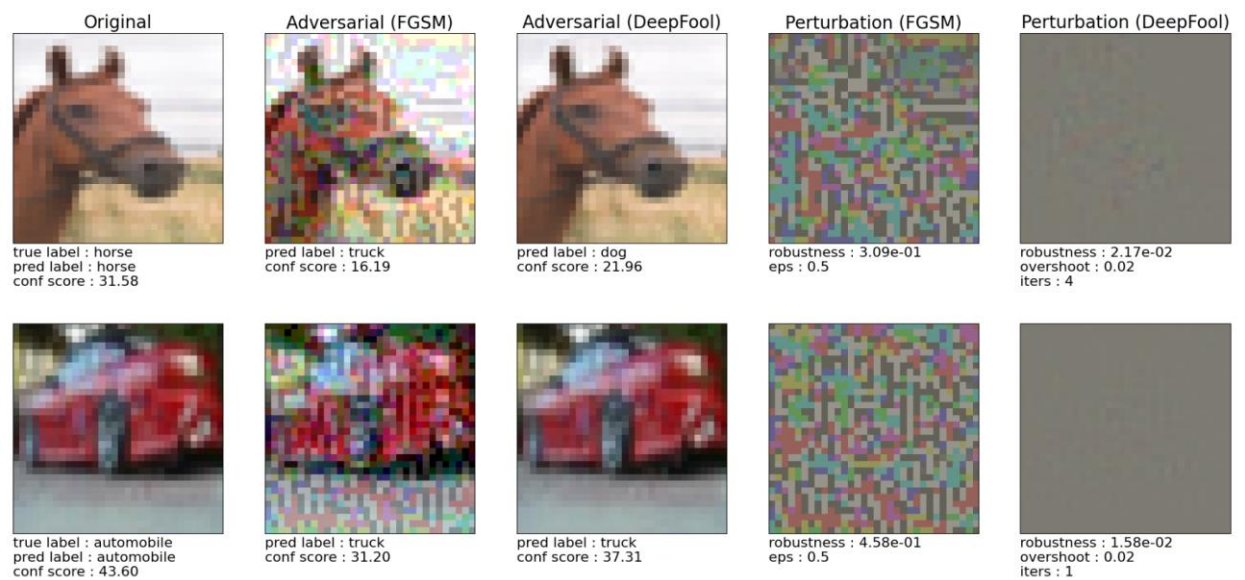 Original
Adversarial (FGSM)
Adversarial (DeepFool)
Perturbation (FGSM)
Perturbation (DeepFool)
true label : horse
pred label : horse
conf score : 31.58
pred label : truck
conf score : 16.19
pred label : dog
conf score : 21.96
robustness : 3.09e-01
eps : 0.5
robustness : 2.17e-02
overshoot : 0.02
iters : 4
true label : automobile
pred label : automobile
conf score : 43.60
pred label : truck
conf score : 31.20
pred label : truck
conf score : 37.31
robustness : 4.58e-01
eps : 0.5
robustness : 1.58e-02
overshoot : 0.02
iters : 1